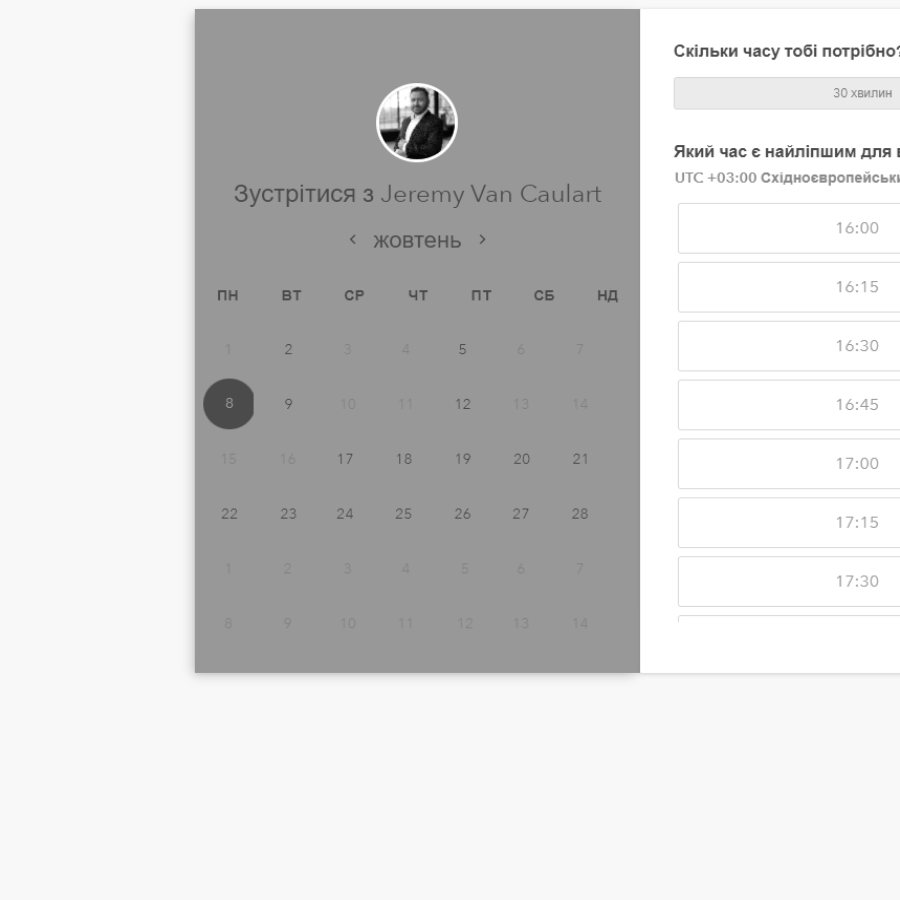 Зустрітися з Jeremy Van Caulart
жовтень
ПН ВТ СР ЧТ ПТ СБ НД
1 2 3 4 5 6 7
8 9 10 11 12 13 14
15 16 17 18 19 20 21
22 23 24 25 26 27 28
1 2 3 4 5 6 7
8 9 10 11 12 13 14
Скільки часу тобі потрібно?
30 хвилин
Який час є найліпшим для
UTC +03:00
16:00
16:15
16:30
16:45
17:00
17:15
17:30